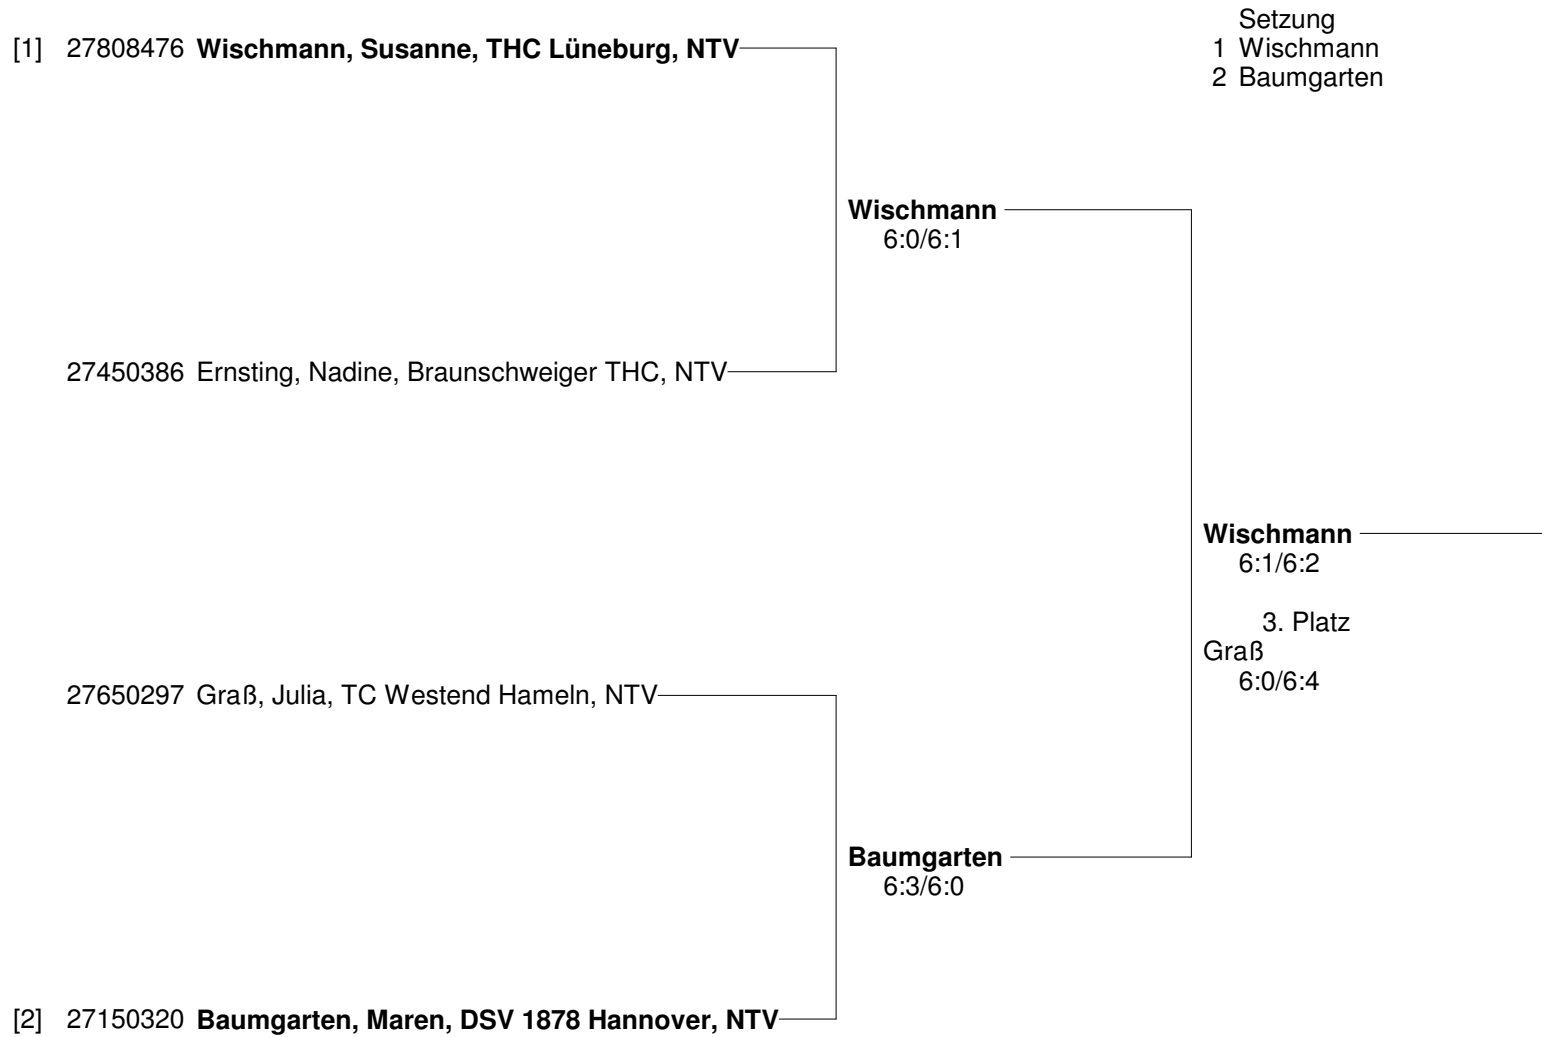 Setzung
1 Wischmann
2 Baumgarten
[1] 27808476 Wischmann, Susanne, THC Lüneburg, NTV
Wischmann
6:0/6:1
27450386 Ernsting, Nadine, Braunschweiger THC, NTV
Wischmann
6:1/6:2
3. Platz
Graß
6:0/6:4
27650297 Graß, Julia, TC Westend Hameln, NTV
Baumgarten
6:3/6:0
[2] 27150320 Baumgarten, Maren, DSV 1878 Hannover, NTV